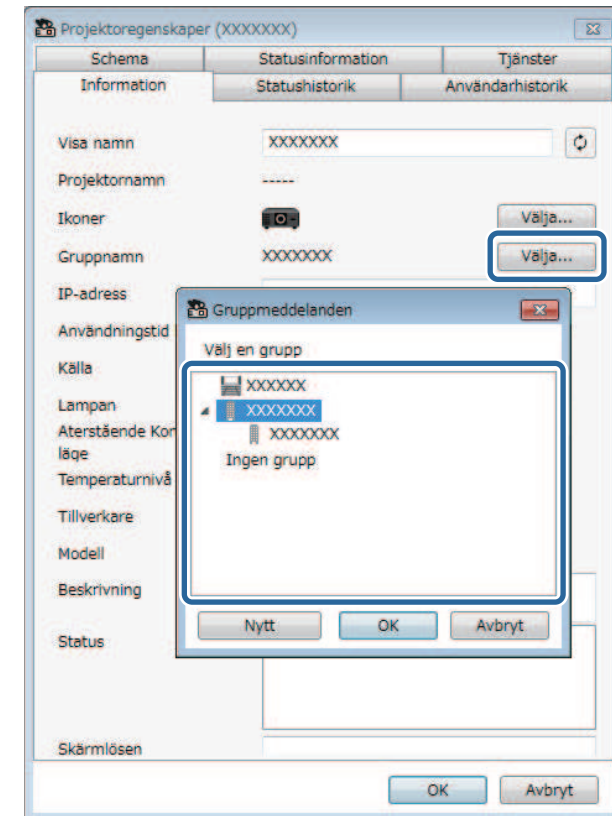 Projektoregenskaper (XXXXXXX)
Schema Statusinformation Tjänster
Information Statushistorik Användarhistorik
Visa namn XXXXXXX
Projektornamn -----
Ikoner Välja...
Gruppnamn XXXXXXX Välja...
IP-adress
Gruppmeddelanden
Användningstid
Välj en grupp
Källa
XXXXXX
Lampan
XXXXXXX
Aterstående Kon
XXXXXXX
läge
Ingen grupp
Temperaturnivå
Tillverkare
Modell
Beskrivning
Nytt OK Avbryt
Status
Skärmlösen
OK Avbryt